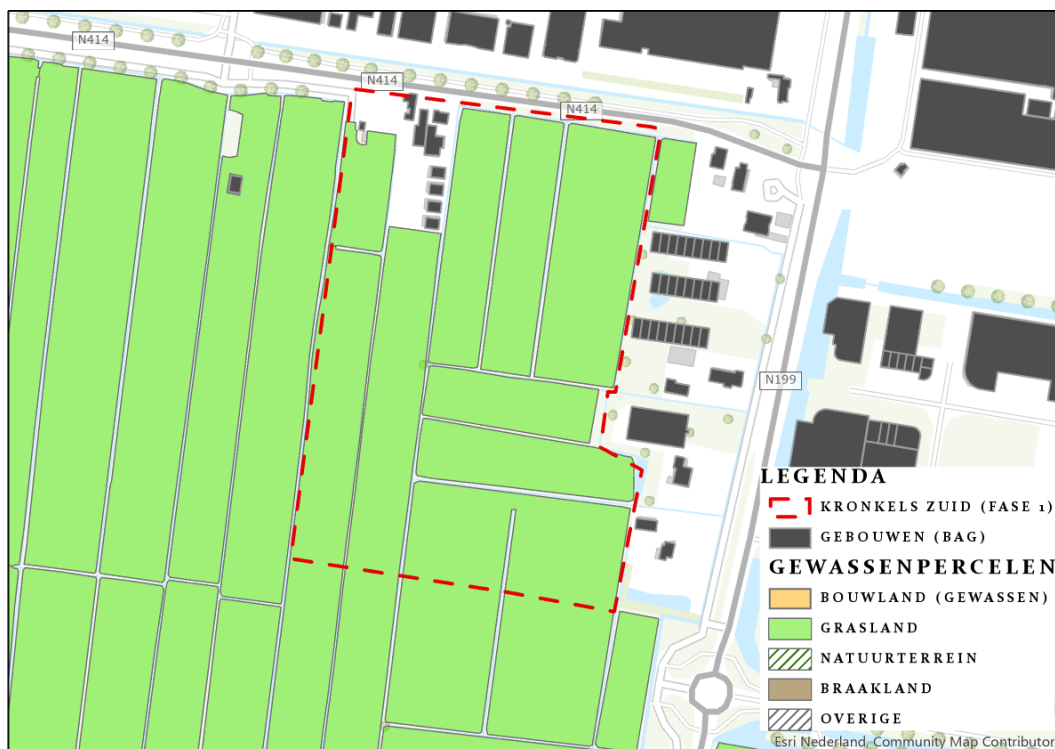 N414
N414
N414
N199
LEGENDA
KRONKELS ZUID (FASE 1)
GEBOUWEN (BAG)
GEWASSENPERCELEN
BOUWLAND (GEWASSEN)
GRASLAND
NATUURTERREIN
BRAAKLAND
OVERIGE
Esri Nederland, Community Map Contributor